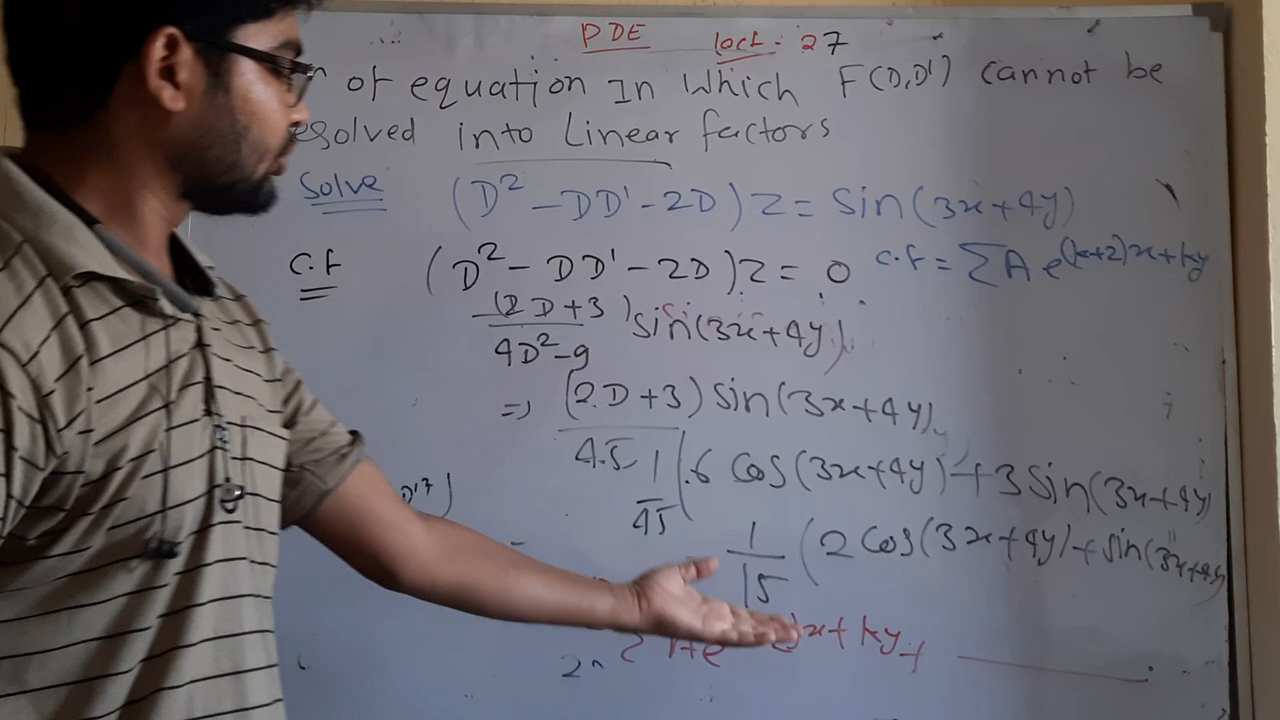 PDE Lect. 27
n of equation In Which F(D,D') cannot be
esolved into Linear factors
Solve (D² - DD' - 2D) Z = Sin(3x+4y)
C.F (D² - DD' - 2D) Z = 0 C.F = ΣA e^(k+2)x+ky
(2D+3)/(4D²-9) sin(3x+4y)
=> (2D+3) sin(3x+4y)
45
1/45 (6 cos(3x+4y) + 3 sin(3x+4y)
1/15 (2 cos(3x+4y) + sin(3x+4y)
ΣAe x+ky +